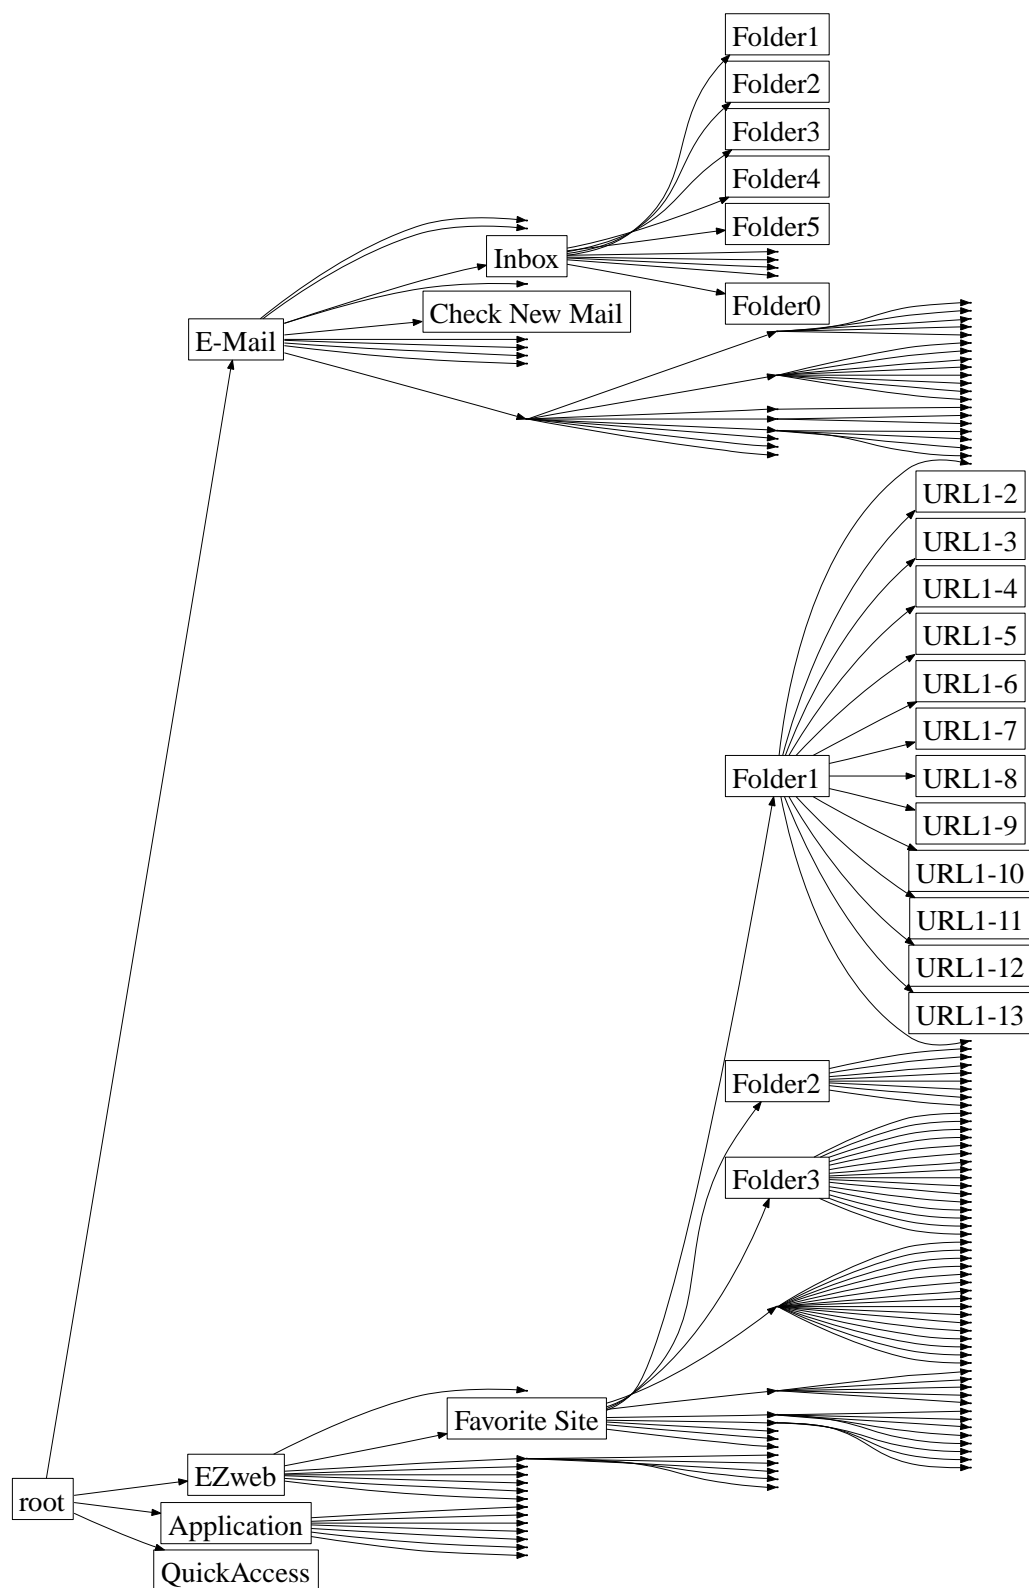 Folder1
Folder2
Folder3
Folder4
Folder5
Inbox
Folder0
Check New Mail
E-Mail
URL1-2
URL1-3
URL1-4
URL1-5
URL1-6
URL1-7
Folder1
URL1-8
URL1-9
URL1-10
URL1-11
URL1-12
URL1-13
Folder2
Folder3
Favorite Site
EZweb
root
Application
QuickAccess